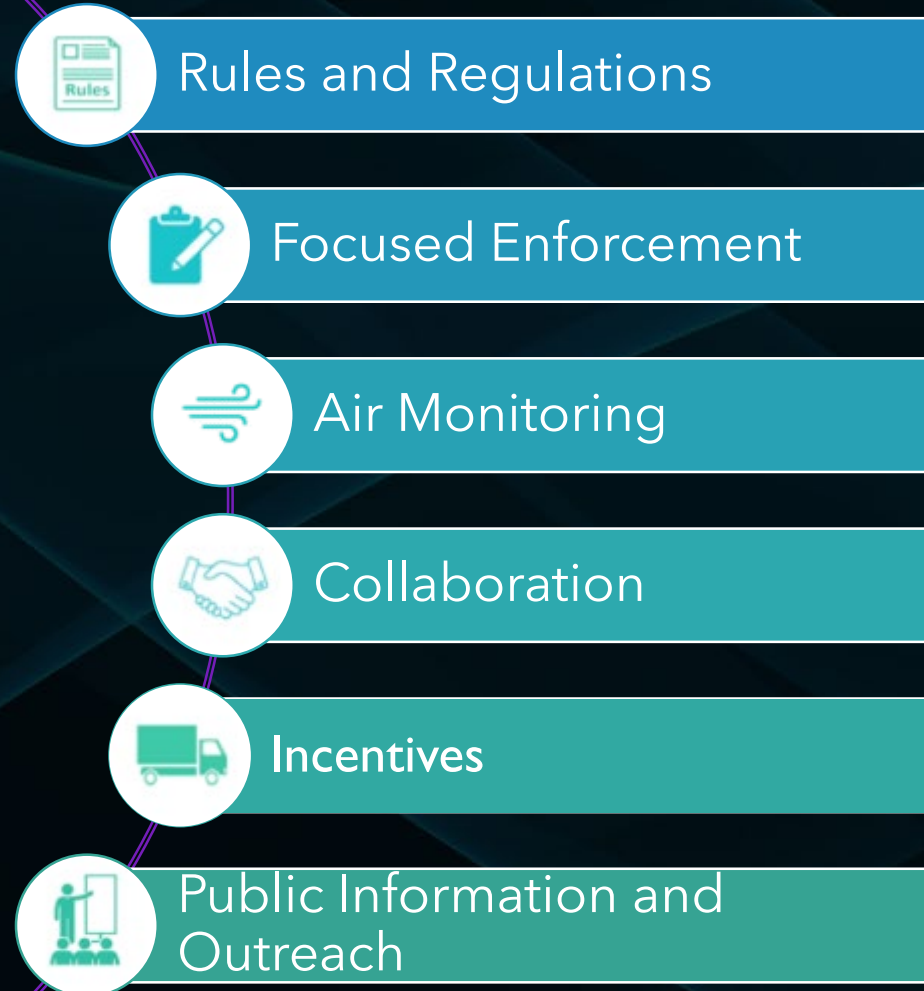 Rules
Rules and Regulations
Focused Enforcement
Air Monitoring
Collaboration
Incentives
Public Information and
Outreach